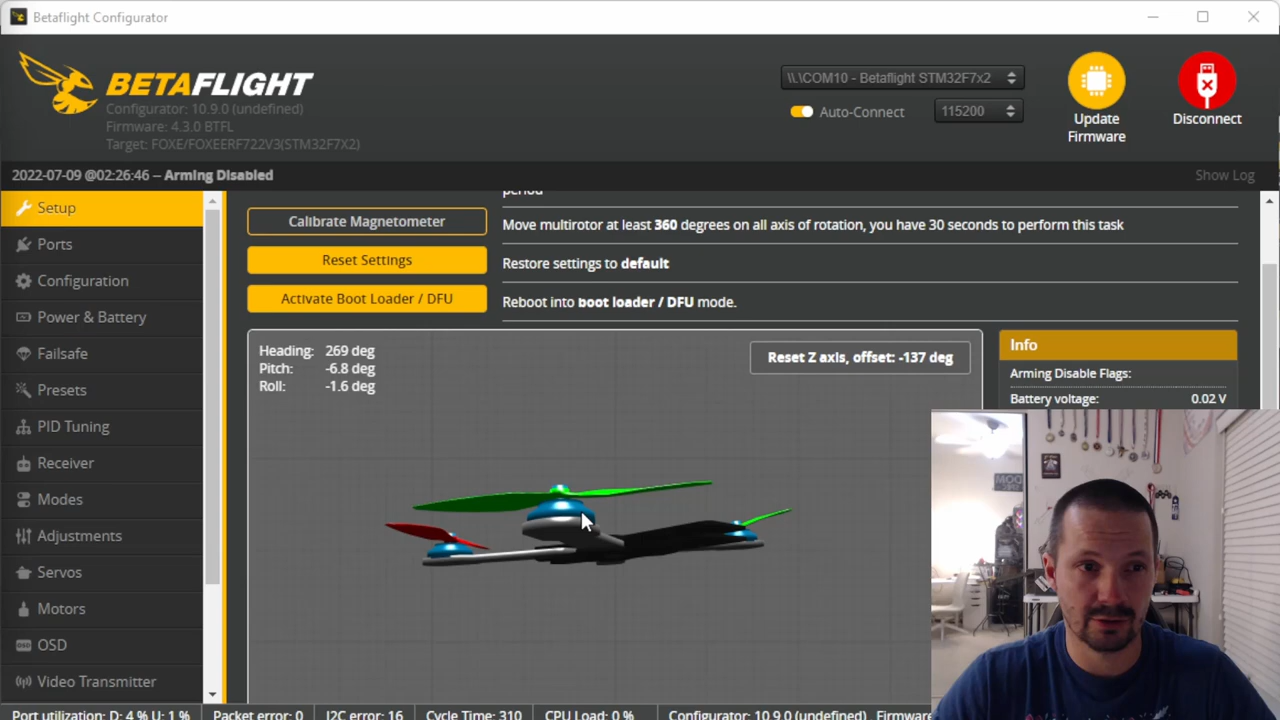 Betaflight Configurator
BETAFLIGHT
Configurator: 10.9.0 (undefined)
Firmware: 4.3.0 BTFL
Target: FOXE/FOXEERF722V3(STM32F7X2)
\\.\COM10 - Betaflight STM32F7x2
Auto-Connect
115200
Update
Firmware
Disconnect
2022-07-09 @02:26:46 -- Arming Disabled
Show Log
Setup
Ports
Configuration
Power & Battery
Failsafe
Presets
PID Tuning
Receiver
Modes
Adjustments
Servos
Motors
OSD
Video Transmitter
period
Calibrate Magnetometer
Move multirotor at least 360 degrees on all axis of rotation, you have 30 seconds to perform this task
Reset Settings
Restore settings to default
Activate Boot Loader / DFU
Reboot into boot loader / DFU mode.
Heading: 269 deg
Pitch: -6.8 deg
Roll: -1.6 deg
Reset Z axis, offset: -137 deg
Info
Arming Disable Flags:
Battery voltage: 0.02 V
Port utilization: D: 4 % U: 1 %
Packet error: 0
I2C error: 16
Cycle Time: 310
CPU Load: 0 %
Configurator: 10.9.0 (undefined)
Firmware